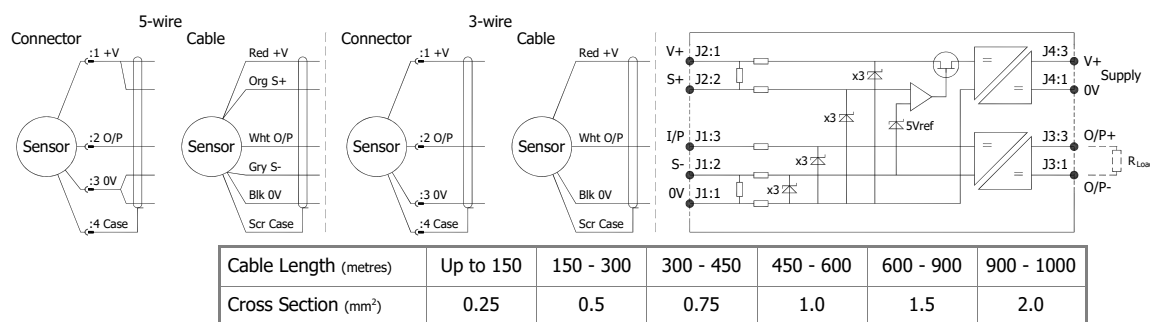 5-wire
3-wire
Connector
Cable
Connector
Cable
:1 +V
:2 O/P
:3 0V
:4 Case
Sensor
Red +V
Org S+
Wht O/P
Gry S-
Blk 0V
Scr Case
Sensor
:1 +V
:2 O/P
:3 0V
:4 Case
Sensor
Red +V
Wht O/P
Blk 0V
Scr Case
Sensor
V+ J2:1
S+ J2:2
I/P J1:3
S- J1:2
0V J1:1
x3
x3
x3
x3
5Vref
J4:3 V+
Supply
J4:1 0V
J3:3 O/P+
RLoad
J3:1
O/P-
Cable Length (metres) Up to 150 150 - 300 300 - 450 450 - 600 600 - 900 900 - 1000
Cross Section (mm²) 0.25 0.5 0.75 1.0 1.5 2.0